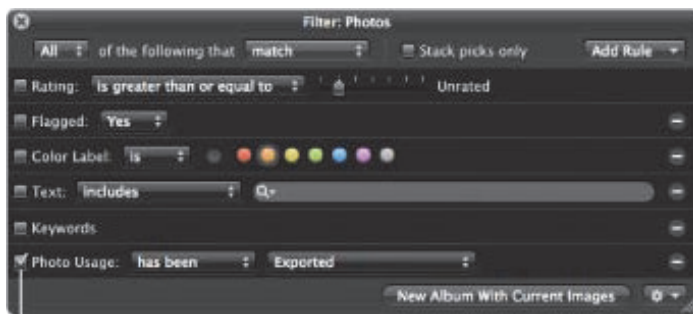 Filter: Photos
All of the following that match Stack picks only Add Rule
Rating: is greater than or equal to Unrated
Flagged: Yes
Color Label: is
Text: includes
Keywords
Photo Usage: has been Exported
New Album With Current Images